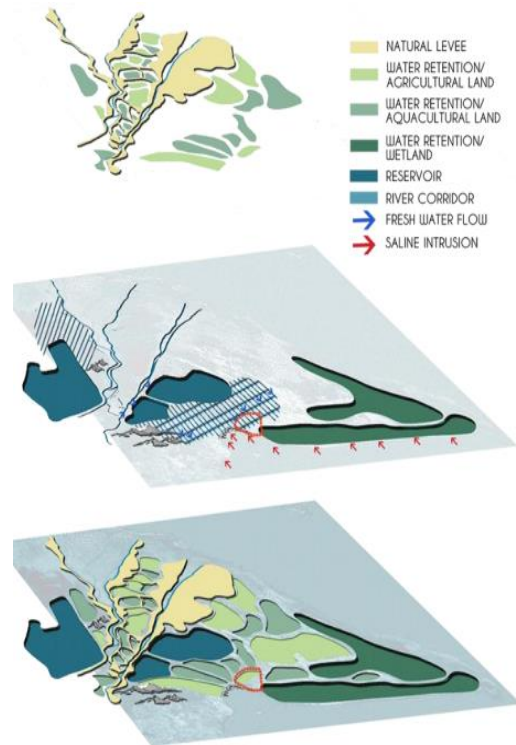 NATURAL LEVEE
WATER RETENTION/
AGRICULTURAL LAND
WATER RETENTION/
AQUACULTURAL LAND
WATER RETENTION/
WETLAND
RESERVOIR
RIVER CORRIDOR
FRESH WATER FLOW
SALINE INTRUSION